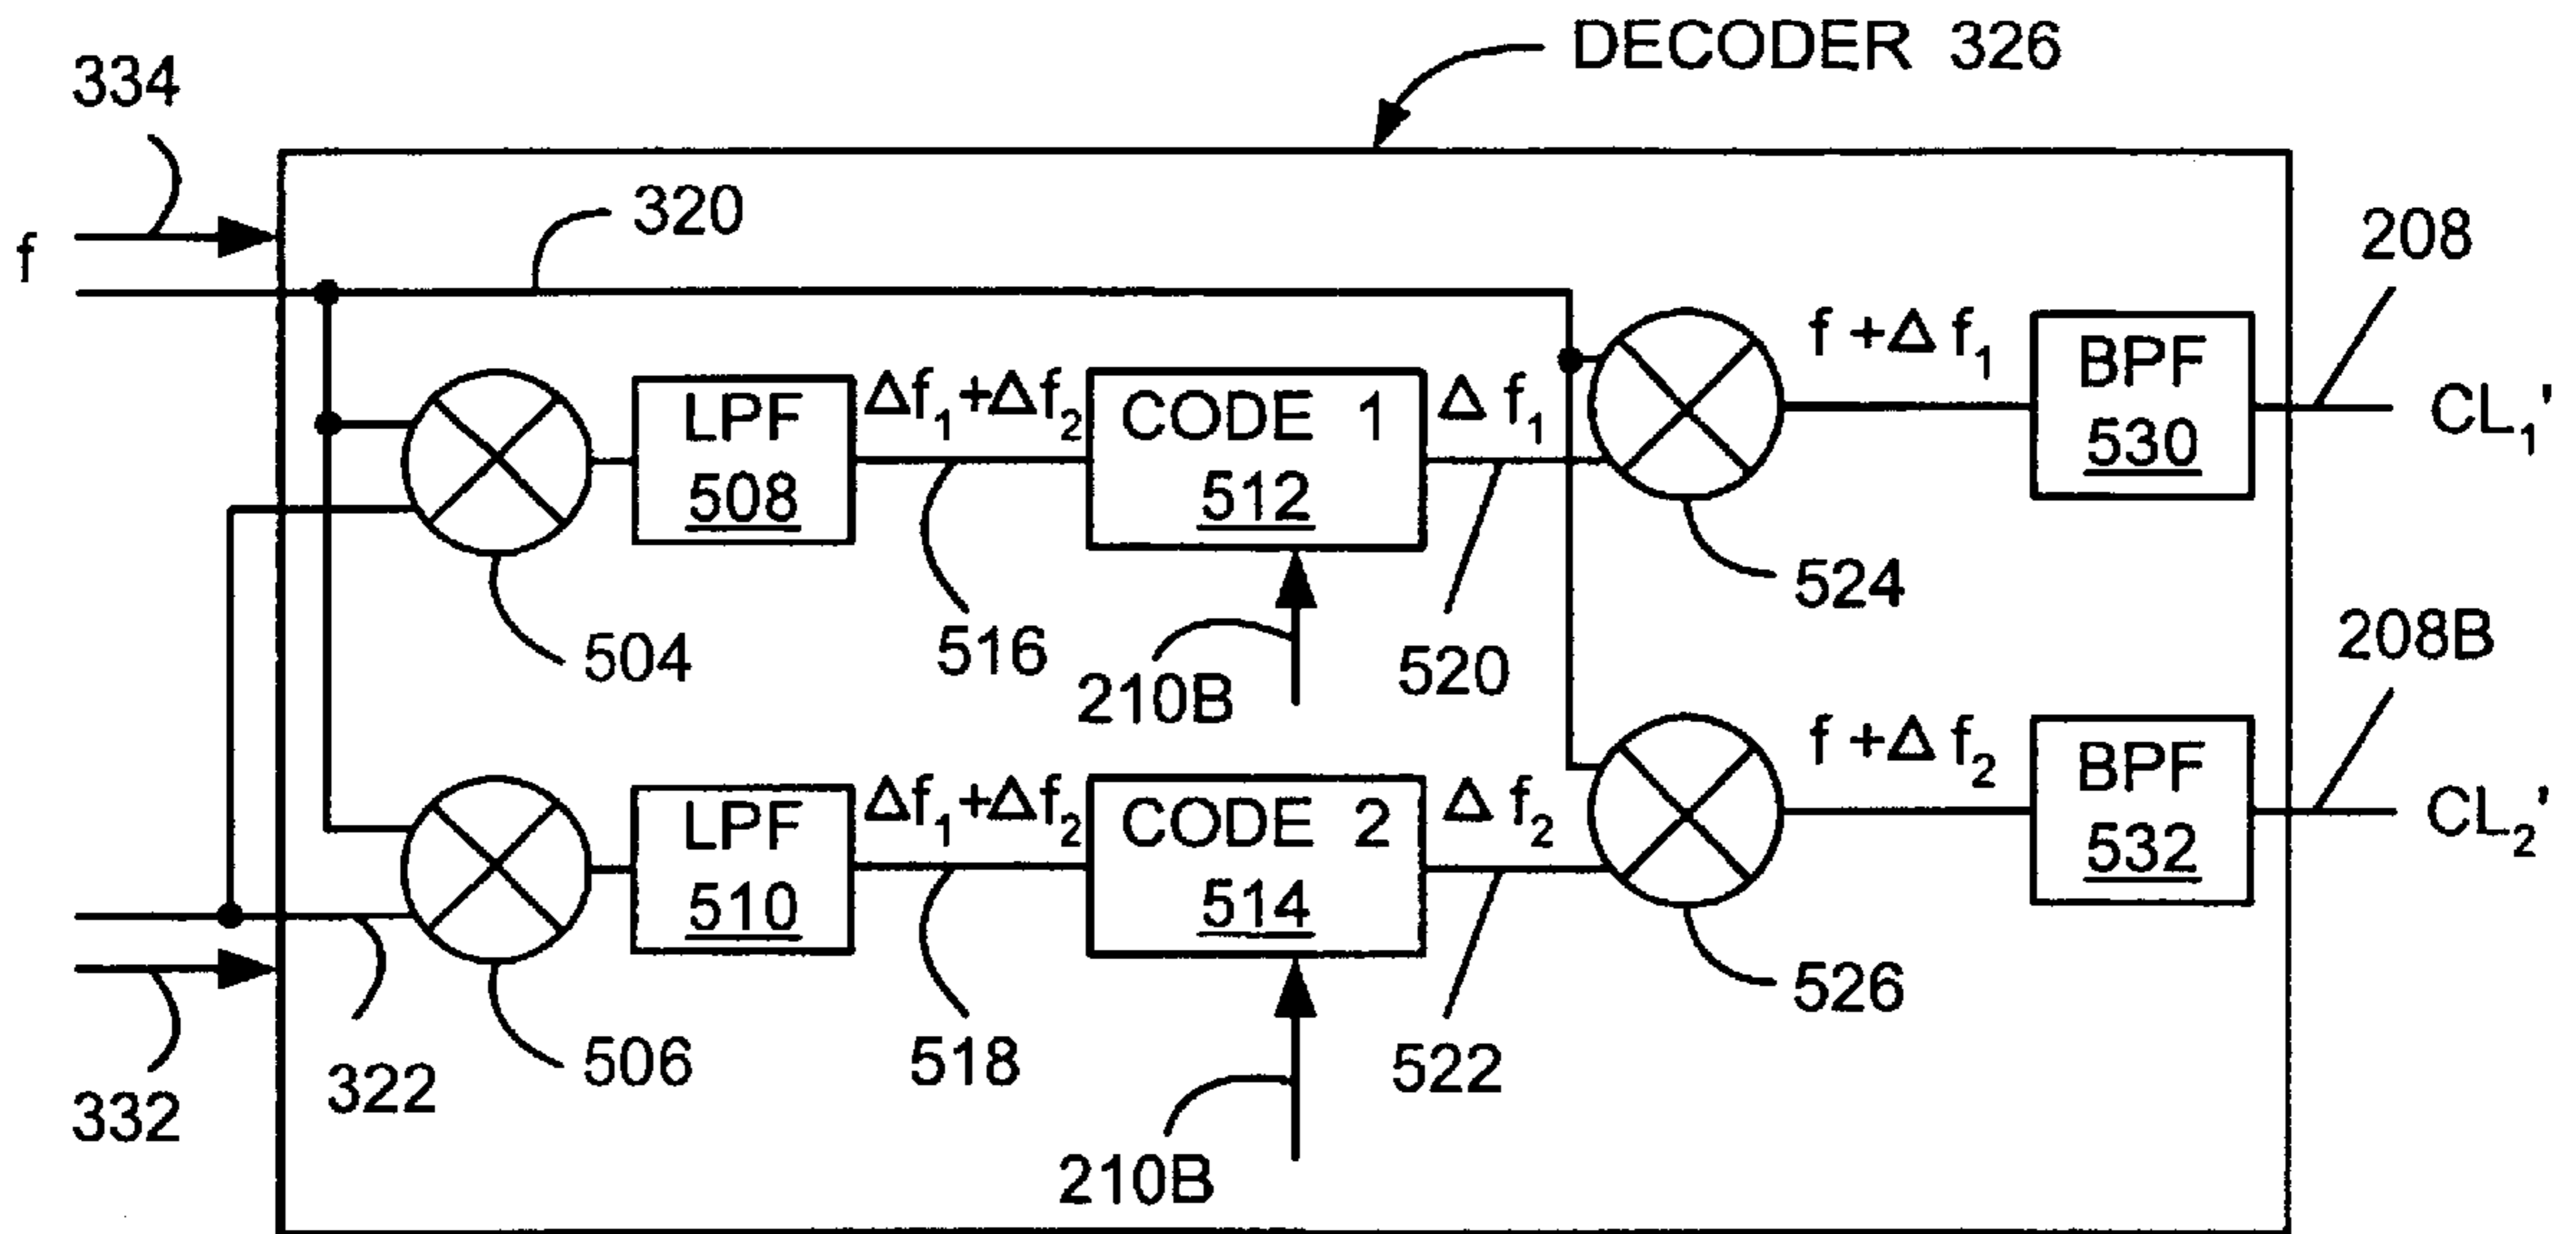 DECODER 326
334
320
f
208
f + Δ f₁
BPF
530
CL₁'
LPF
508
Δf₁+Δf₂
CODE 1
512
Δ f₁
524
504
516
210B
520
208B
f + Δ f₂
BPF
532
CL₂'
LPF
510
Δf₁+Δf₂
CODE 2
514
Δ f₂
526
322
506
518
522
332
210B